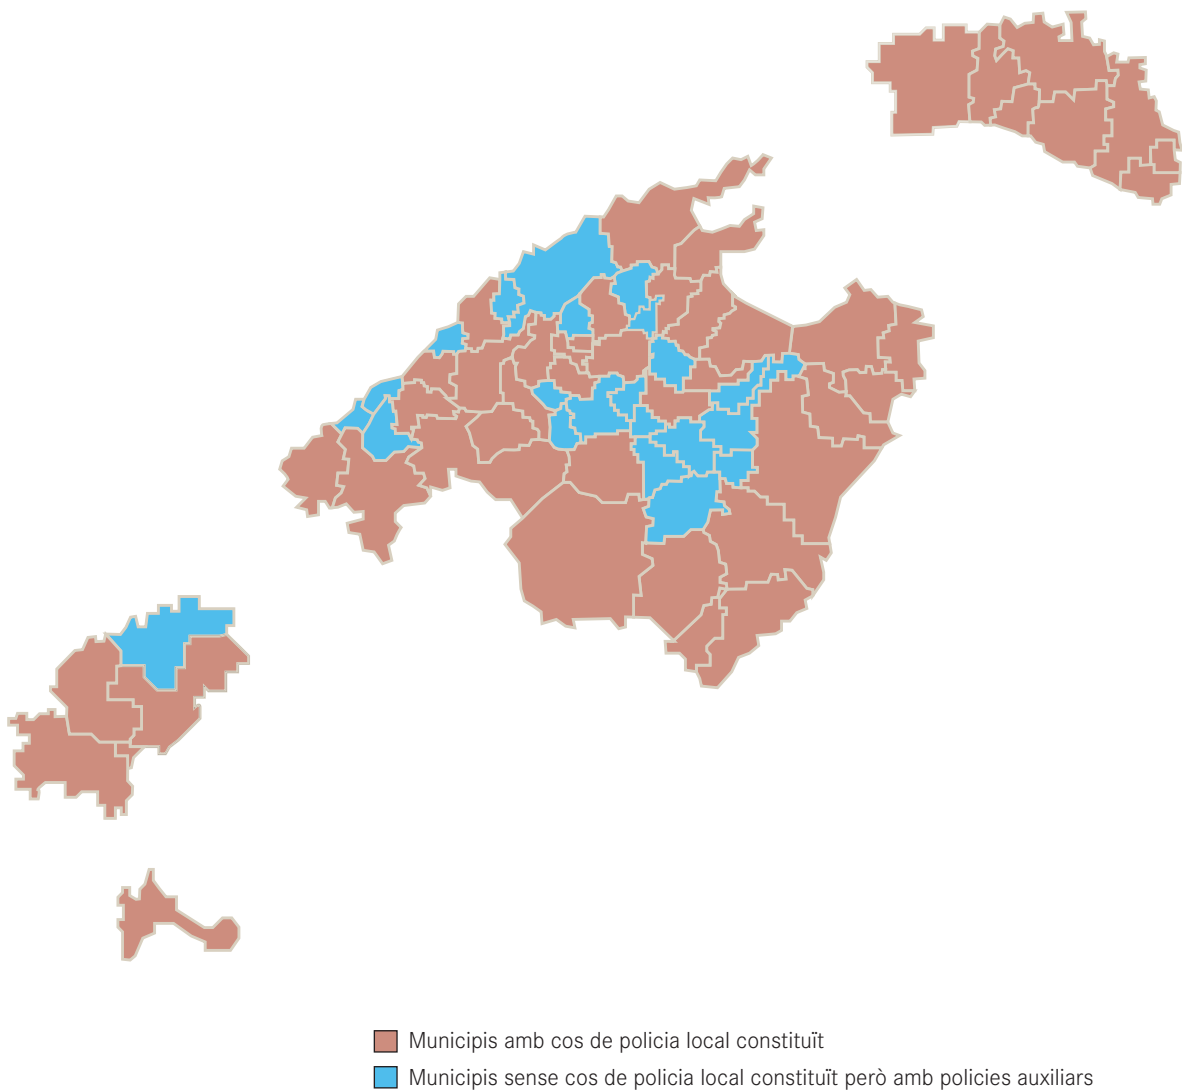 Municipis amb cos de policia local constituït
Municipis sense cos de policia local constituït però amb policies auxiliars